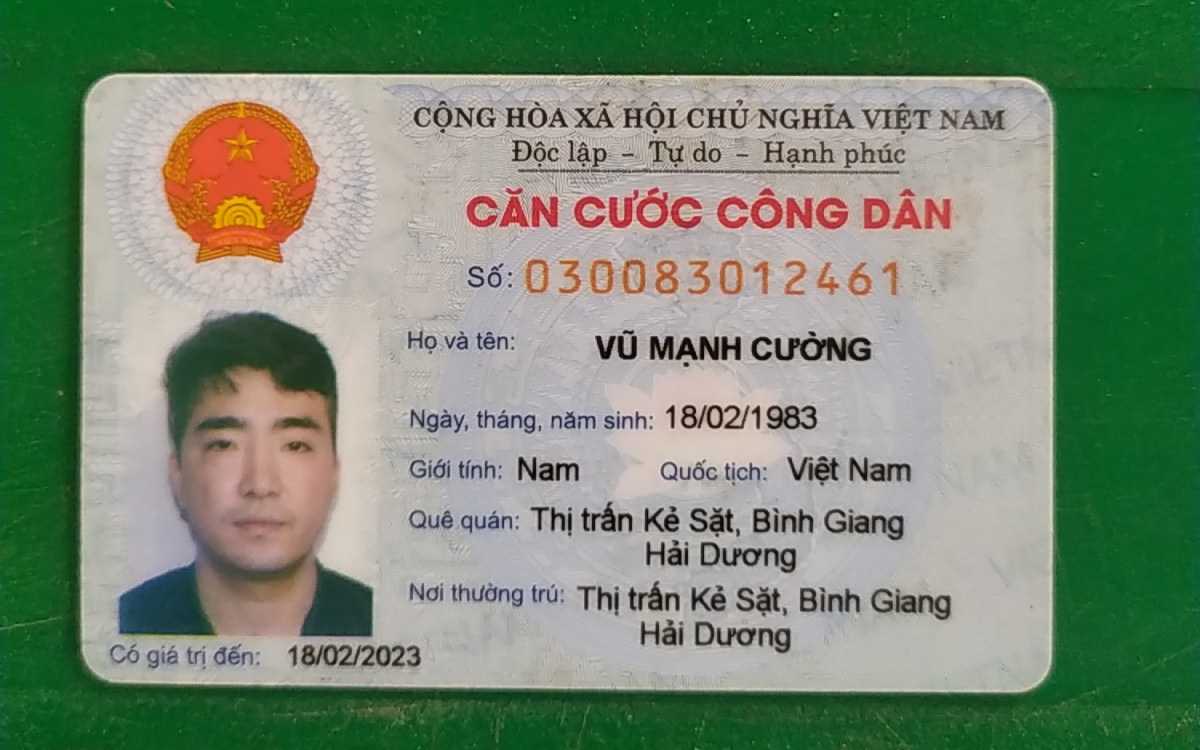 CỘNG HÒA XÃ HỘI CHỦ NGHĨA VIỆT NAM
Độc lập - Tự do - Hạnh phúc
CĂN CƯỚC CÔNG DÂN
Số: 030083012461
Họ và tên: VŨ MẠNH CƯỜNG
Ngày, tháng, năm sinh: 18/02/1983
Giới tính: Nam Quốc tịch: Việt Nam
Quê quán: Thị trấn Kẻ Sặt, Bình Giang
Hải Dương
Nơi thường trú: Thị trấn Kẻ Sặt, Bình Giang
Hải Dương
Có giá trị đến: 18/02/2023